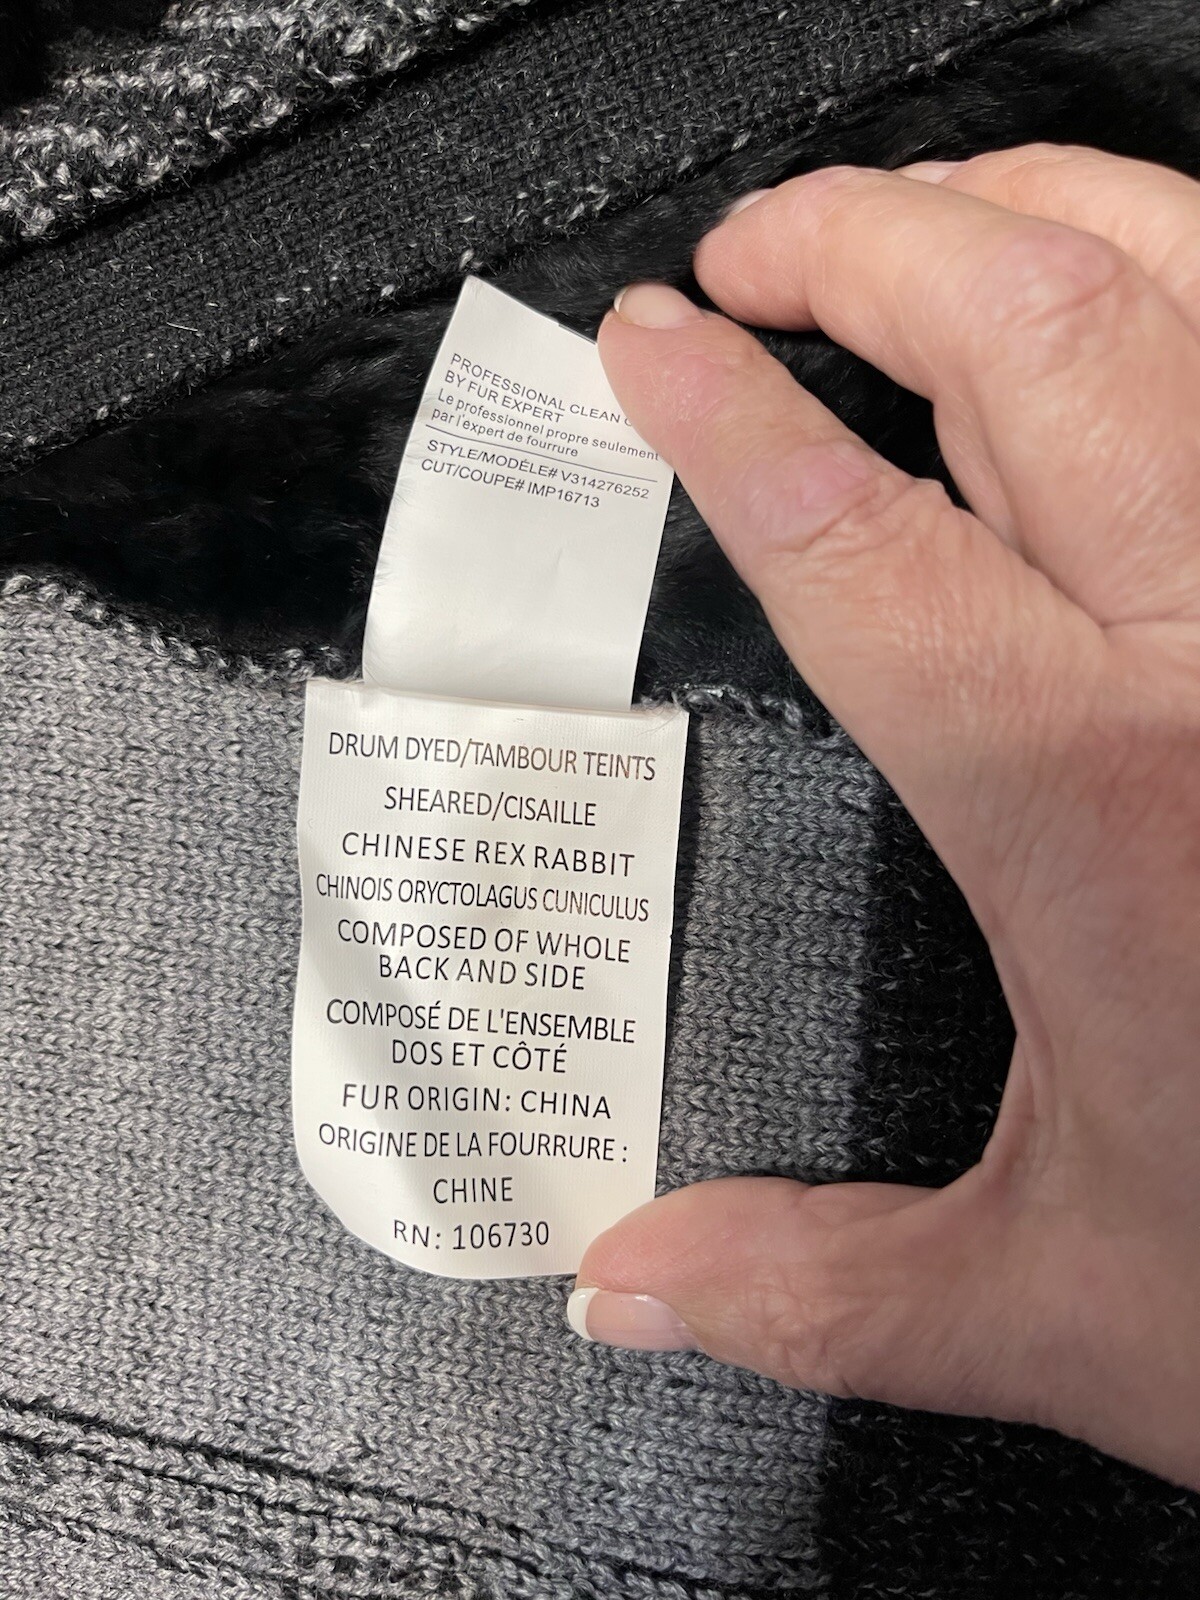 PROFESSIONAL CLEAN
BY FUR EXPERT
Le professionnel propre seulement
par l'expert de fourrure
STYLE/MODÉLE# V314276252
CUT/COUPE# IMP16713
DRUM DYED/TAMBOUR TEINTS
SHEARED/CISAILLE
CHINESE REX RABBIT
CHINOIS ORYCTOLAGUS CUNICULUS
COMPOSED OF WHOLE
BACK AND SIDE
COMPOSÉ DE L'ENSEMBLE
DOS ET CÔTÉ
FUR ORIGIN: CHINA
ORIGINE DE LA FOURRURE :
CHINE
RN: 106730